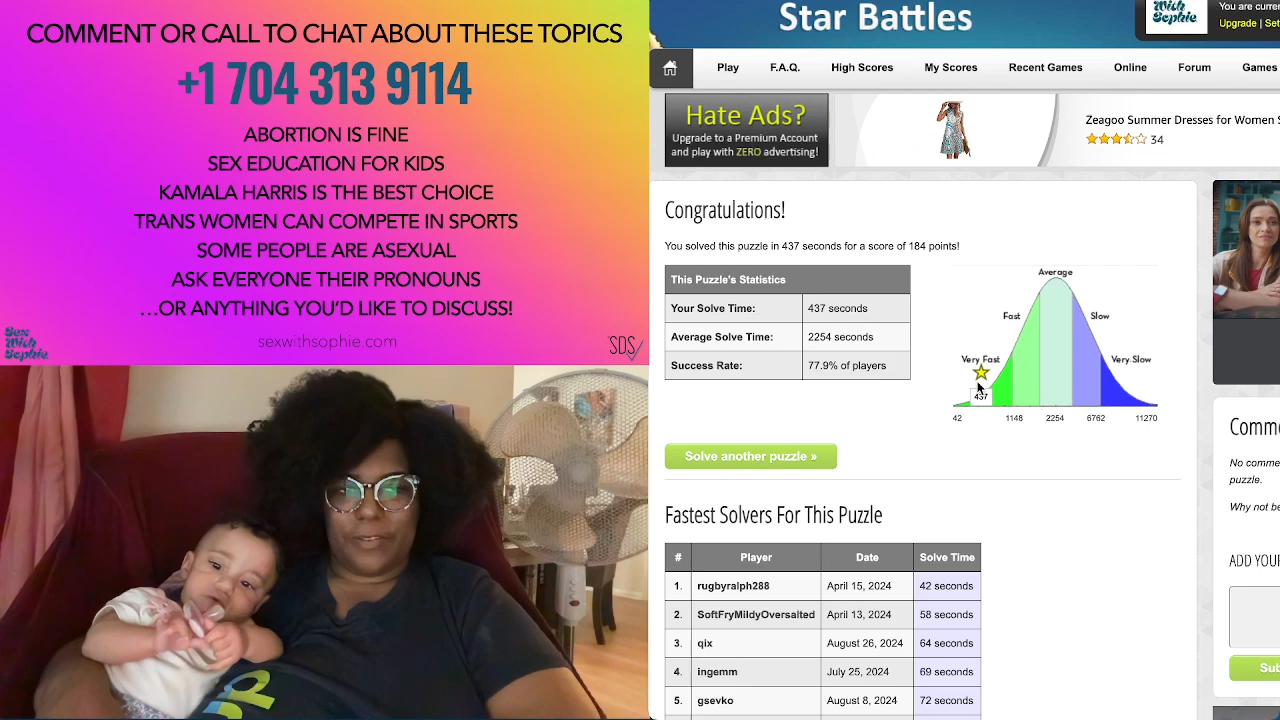 COMMENT OR CALL TO CHAT ABOUT THESE TOPICS
+1 704 313 9114
ABORTION IS FINE
SEX EDUCATION FOR KIDS
KAMALA HARRIS IS THE BEST CHOICE
TRANS WOMEN CAN COMPETE IN SPORTS
SOME PEOPLE ARE ASEXUAL
ASK EVERYONE THEIR PRONOUNS
...OR ANYTHING YOU'D LIKE TO DISCUSS!
sexwithsophie.com
Sex
With
Sophie
SDS
Star Battles
With
Sophie
You are curre
Upgrade | Set
Play F.A.Q. High Scores My Scores Recent Games Online Forum Games
Hate Ads?
Upgrade to a Premium Account
and play with ZERO advertising!
Zeagoo Summer Dresses for Women S
34
Congratulations!
You solved this puzzle in 437 seconds for a score of 184 points!
This Puzzle's Statistics
Your Solve Time: 437 seconds
Average Solve Time: 2254 seconds
Success Rate: 77.9% of players
Average
Fast Slow
Very Fast Very Slow
437
42 1148 2254 6762 11270
Solve another puzzle »
Fastest Solvers For This Puzzle
# Player Date Solve Time
1. rugbyralph288 April 15, 2024 42 seconds
2. SoftFryMildyOversalted April 13, 2024 58 seconds
3. qix August 26, 2024 64 seconds
4. ingemm July 25, 2024 69 seconds
5. gsevko August 8, 2024 72 seconds
Comm
No comme
puzzle.
Why not be
ADD YOUR
Sub